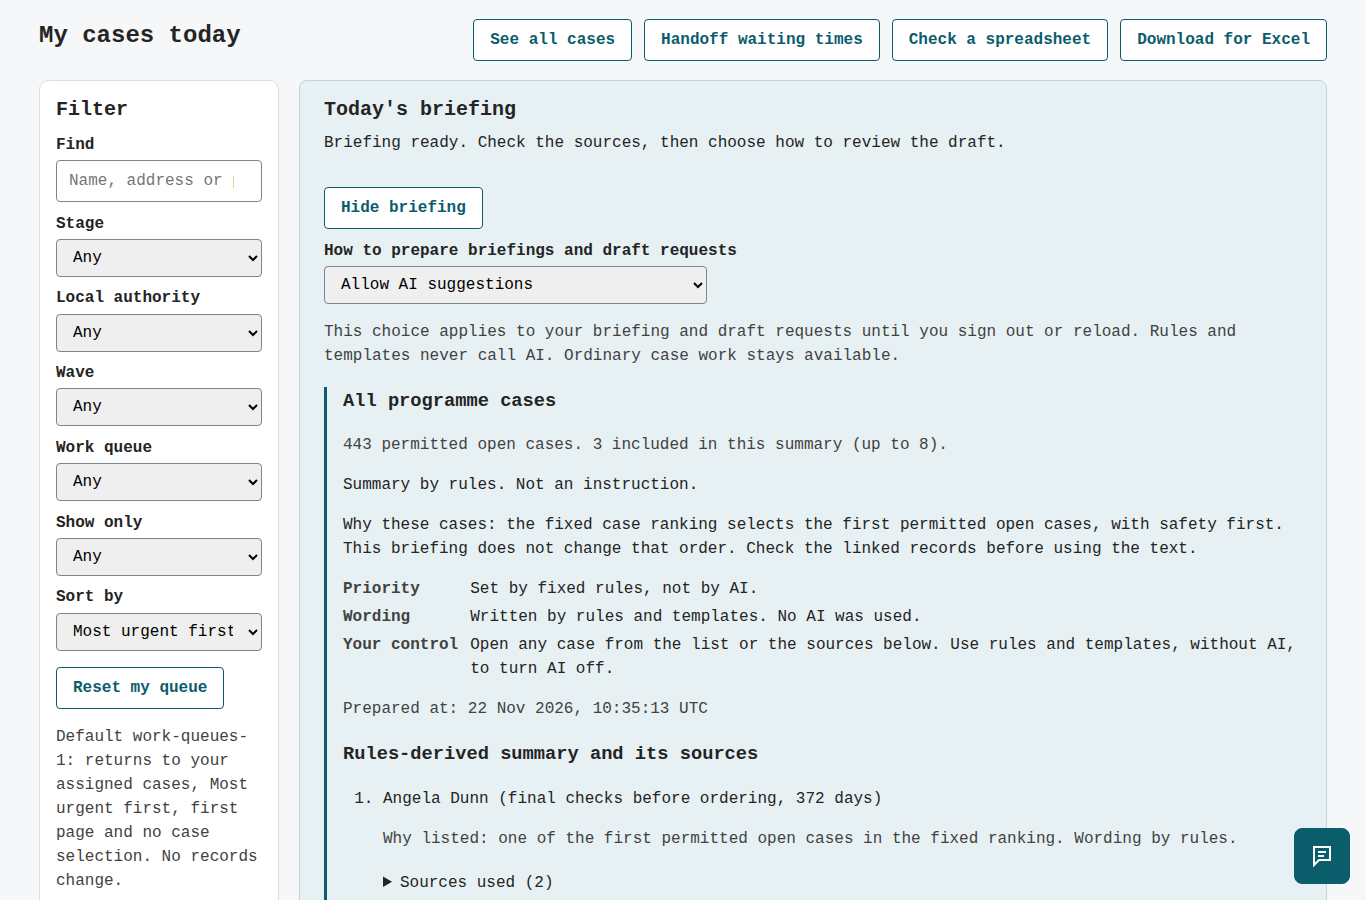 My cases today
See all cases
Handoff waiting times
Check a spreadsheet
Download for Excel
Filter
Find
Name, address or
Stage
Any
Local authority
Any
Wave
Any
Work queue
Any
Show only
Any
Sort by
Most urgent first
Reset my queue
Default work-queues-
1: returns to your
assigned cases, Most
urgent first, first
page and no case
selection. No records
change.
Today's briefing
Briefing ready. Check the sources, then choose how to review the draft.
Hide briefing
How to prepare briefings and draft requests
Allow AI suggestions
This choice applies to your briefing and draft requests until you sign out or reload. Rules and
templates never call AI. Ordinary case work stays available.
All programme cases
443 permitted open cases. 3 included in this summary (up to 8).
Summary by rules. Not an instruction.
Why these cases: the fixed case ranking selects the first permitted open cases, with safety first.
This briefing does not change that order. Check the linked records before using the text.
Priority Set by fixed rules, not by AI.
Wording Written by rules and templates. No AI was used.
Your control Open any case from the list or the sources below. Use rules and templates, without AI,
to turn AI off.
Prepared at: 22 Nov 2026, 10:35:13 UTC
Rules-derived summary and its sources
1. Angela Dunn (final checks before ordering, 372 days)
Why listed: one of the first permitted open cases in the fixed ranking. Wording by rules.
Sources used (2)